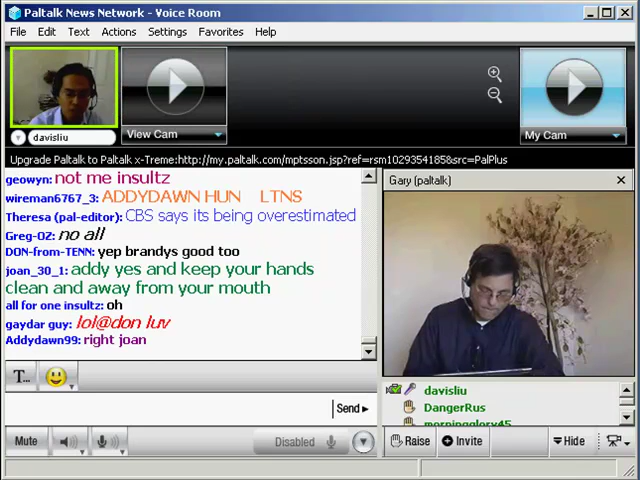 Paltalk News Network - Voice Room
File Edit Text Actions Settings Favorites Help
davisliu
View Cam
My Cam
Upgrade Paltalk to Paltalk x-Treme:http://my.paltalk.com/mptsson.jsp?ref=rsm1029354185&src=PalPlus
geowyn: not me insultz
wireman6767_3: ADDYDAWN HUN LTNS
Theresa (pal-editor): CBS says its being overestimated
Greg-OZ: no all
DON-from-TENN: yep brandys good too
joan_30_1: addy yes and keep your hands
clean and away from your mouth
all for one insultz: oh
gaydar guy: lol@don luv
Addydawn99: right joan
Gary (paltalk)
T...
Send
davisliu
DangerRus
morningglory45
Mute
Disabled
Raise
Invite
Hide